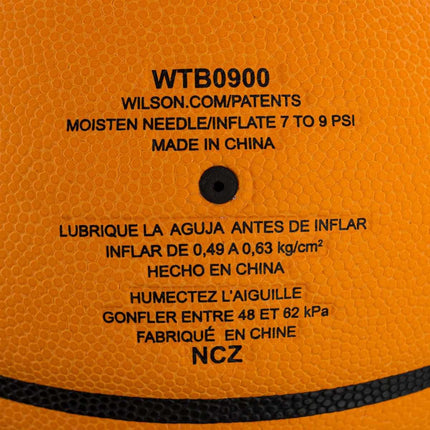 WTB0900
WILSON.COM/PATENTS
MOISTEN NEEDLE/INFLATE 7 TO 9 PSI
MADE IN CHINA
LUBRIQUE LA AGUJA ANTES DE INFLAR
INFLAR DE 0,49 A 0,63 kg/cm²
HECHO EN CHINA
HUMECTEZ L'AIGUILLE
GONFLER ENTRE 48 ET 62 kPa
FABRIQUÉ EN CHINE
NCZ